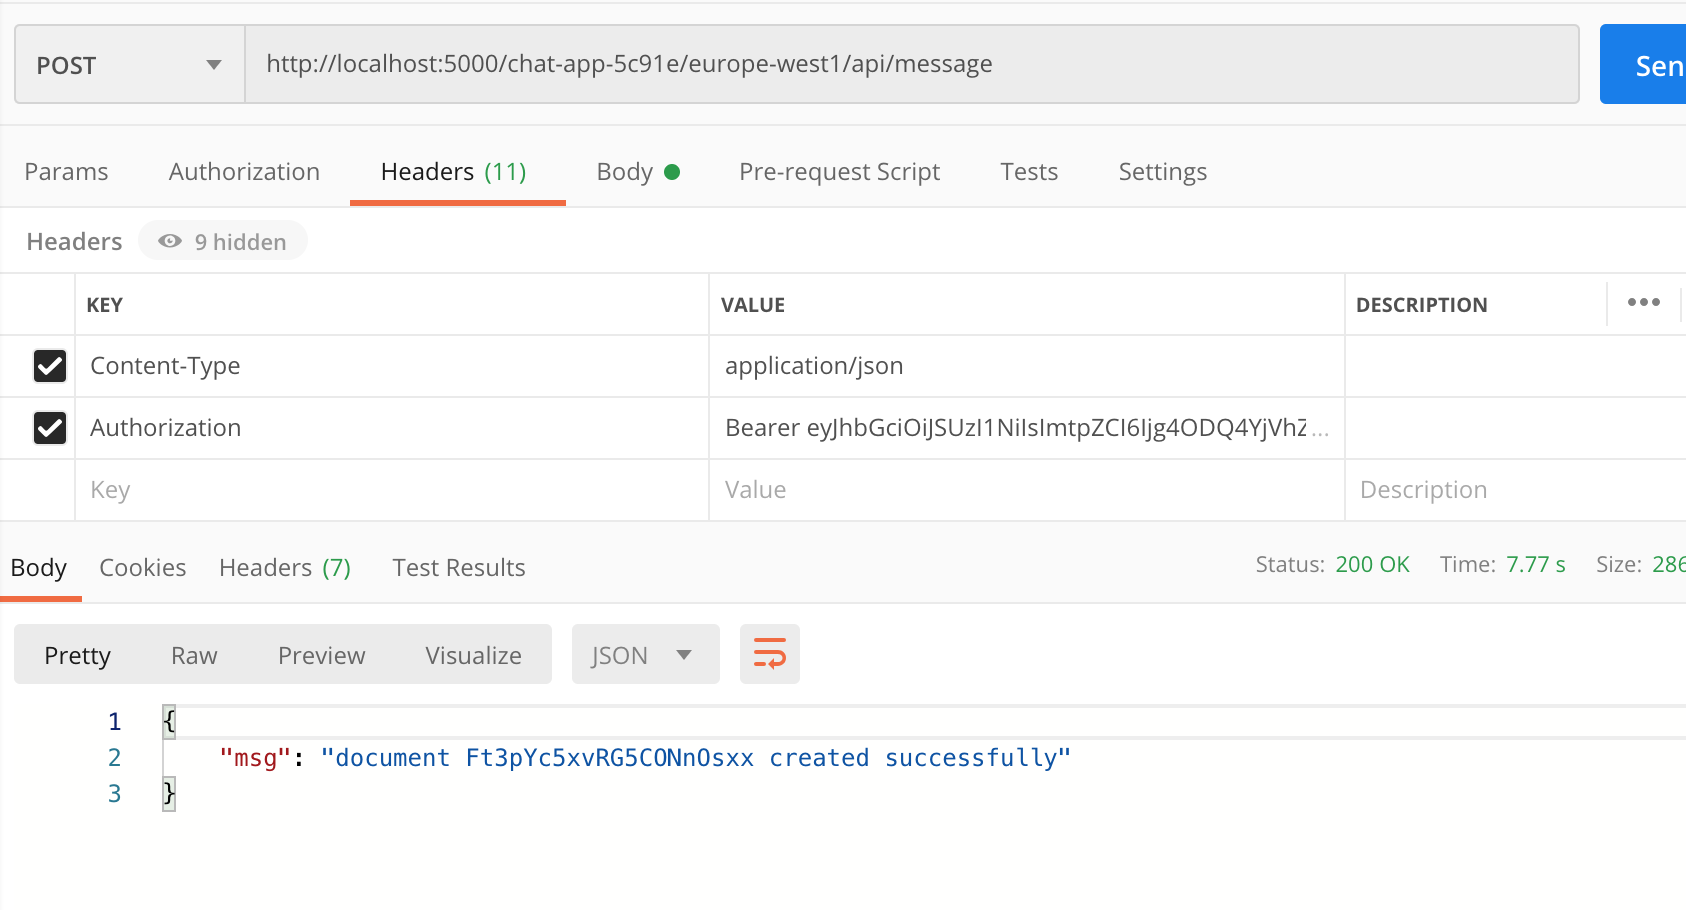 POST http://localhost:5000/chat-app-5c91e/europe-west1/api/message Sen
Params Authorization Headers (11) Body Pre-request Script Tests Settings
Headers 9 hidden
KEY VALUE DESCRIPTION •••
Content-Type application/json
Authorization Bearer eyJhbGciOiJSUzI1NiIsImtpZCI6Ijg4ODQ4YjVhZ ...
Key Value Description
Body Cookies Headers (7) Test Results Status: 200 OK Time: 7.77 s Size: 286
Pretty Raw Preview Visualize JSON
1 {
2 "msg": "document Ft3pYc5xvRG5CONnOsxx created successfully"
3 }